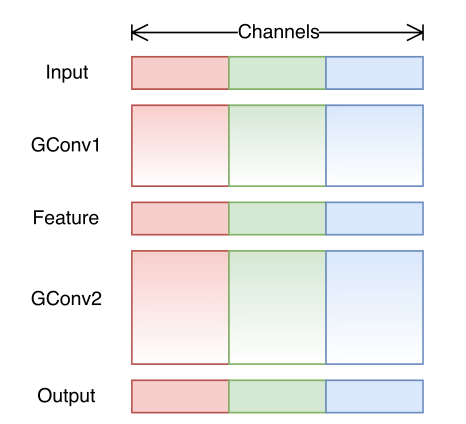 Channels
Input
GConv1
Feature
GConv2
Output